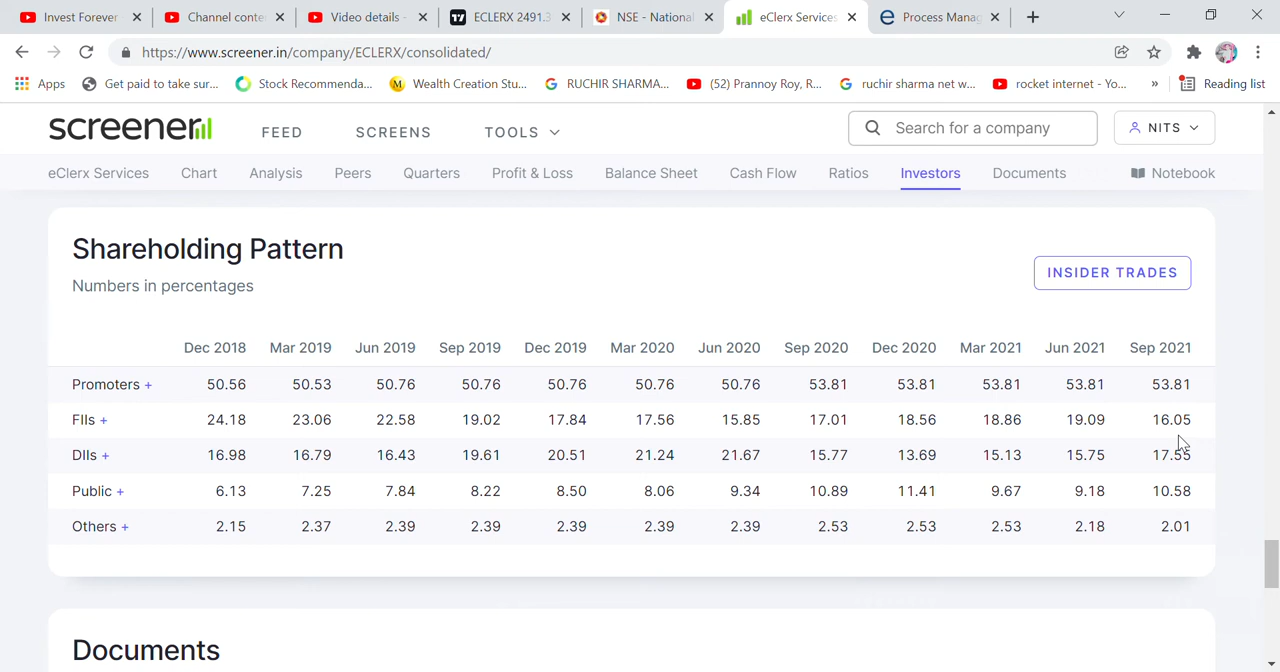 Invest Forever
Channel conte
Video details -
ECLERX 2491.3
NSE - National
eClerx Services
Process Manag
https://www.screener.in/company/ECLERX/consolidated/
Apps
Get paid to take sur...
Stock Recommenda...
Wealth Creation Stu...
RUCHIR SHARMA...
(52) Prannoy Roy, R...
ruchir sharma net w...
rocket internet - Yo...
»
Reading list
screener
FEED
SCREENS
TOOLS
Search for a company
NITS
eClerx Services
Chart
Analysis
Peers
Quarters
Profit & Loss
Balance Sheet
Cash Flow
Ratios
Investors
Documents
Notebook
Shareholding Pattern
Numbers in percentages
INSIDER TRADES
Dec 2018 Mar 2019 Jun 2019 Sep 2019 Dec 2019 Mar 2020 Jun 2020 Sep 2020 Dec 2020 Mar 2021 Jun 2021 Sep 2021
Promoters + 50.56 50.53 50.76 50.76 50.76 50.76 50.76 53.81 53.81 53.81 53.81 53.81
FIIs + 24.18 23.06 22.58 19.02 17.84 17.56 15.85 17.01 18.56 18.86 19.09 16.05
DIIs + 16.98 16.79 16.43 19.61 20.51 21.24 21.67 15.77 13.69 15.13 15.75 17.55
Public + 6.13 7.25 7.84 8.22 8.50 8.06 9.34 10.89 11.41 9.67 9.18 10.58
Others + 2.15 2.37 2.39 2.39 2.39 2.39 2.39 2.53 2.53 2.53 2.18 2.01
Documents